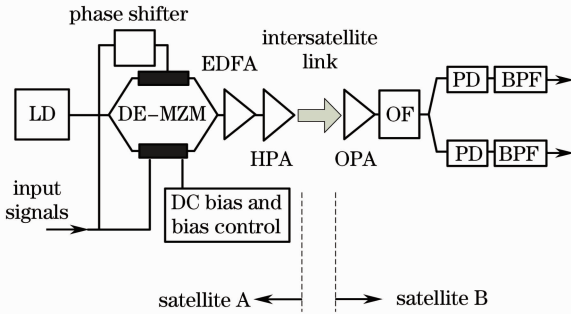 phase shifter
EDFA
intersatellite
link
LD
DE-MZM
HPA
OPA
OF
PD
BPF
PD
BPF
input
signals
DC bias and
bias control
satellite A
satellite B